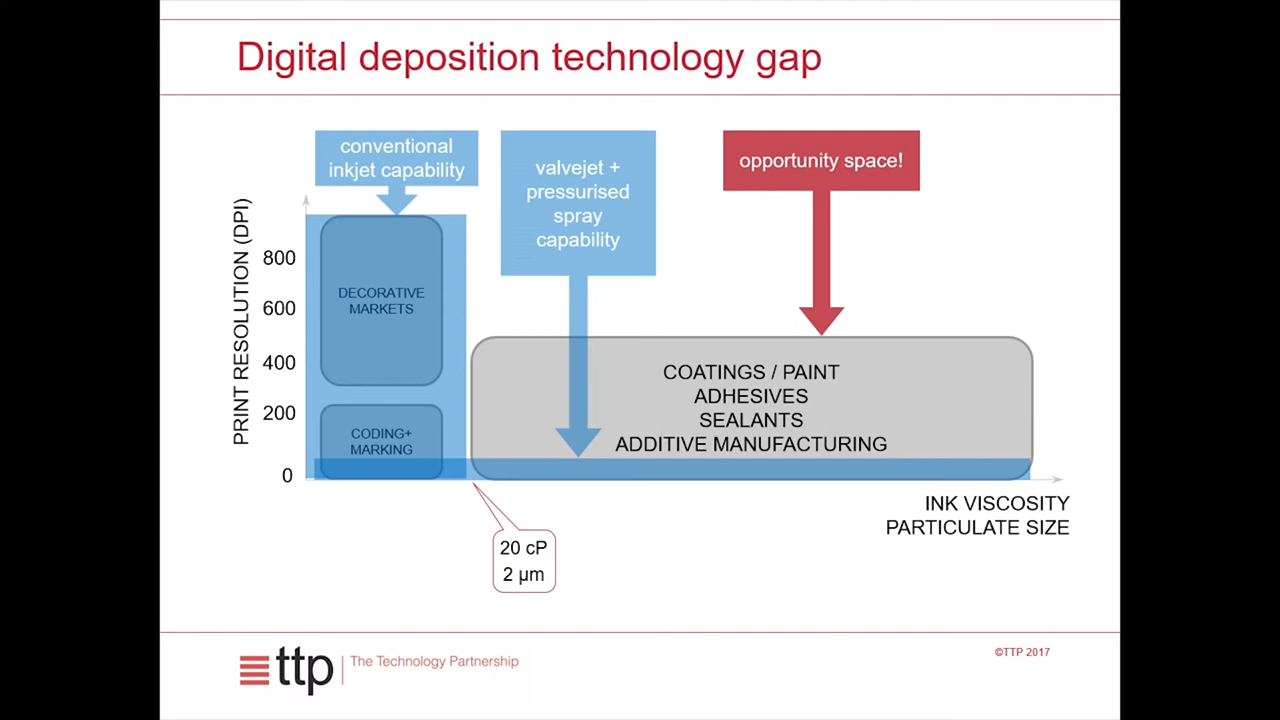 Digital deposition technology gap
conventional
inkjet capability
valvejet +
pressurised
spray
capability
opportunity space!
PRINT RESOLUTION (DPI)
800
600
400
200
0
DECORATIVE
MARKETS
CODING+
MARKING
COATINGS / PAINT
ADHESIVES
SEALANTS
ADDITIVE MANUFACTURING
INK VISCOSITY
PARTICULATE SIZE
20 cP
2 µm
ttp
The Technology Partnership
©TTP 2017